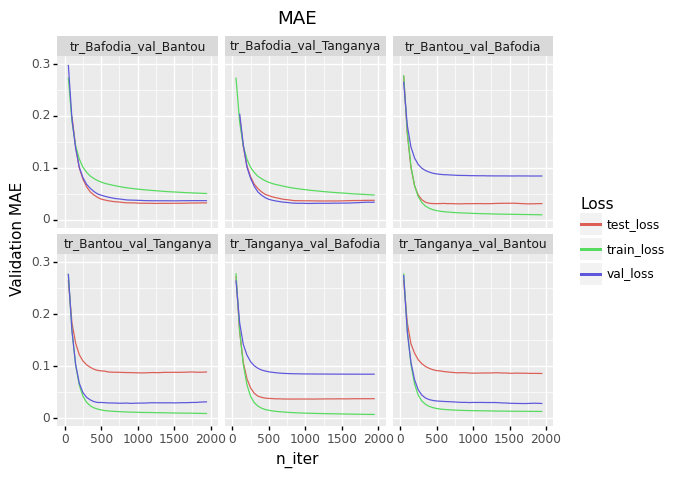 MAE
tr_Bafodia_val_Bantou
tr_Bafodia_val_Tanganya
tr_Bantou_val_Bafodia
0.3
0.2
0.1
0
tr_Bantou_val_Tanganya
tr_Tanganya_val_Bafodia
tr_Tanganya_val_Bantou
0.3
0.2
0.1
0
0 500 1000 1500 2000
0 500 1000 1500 2000
0 500 1000 1500 2000
n_iter
Validation MAE
Loss
test_loss
train_loss
val_loss